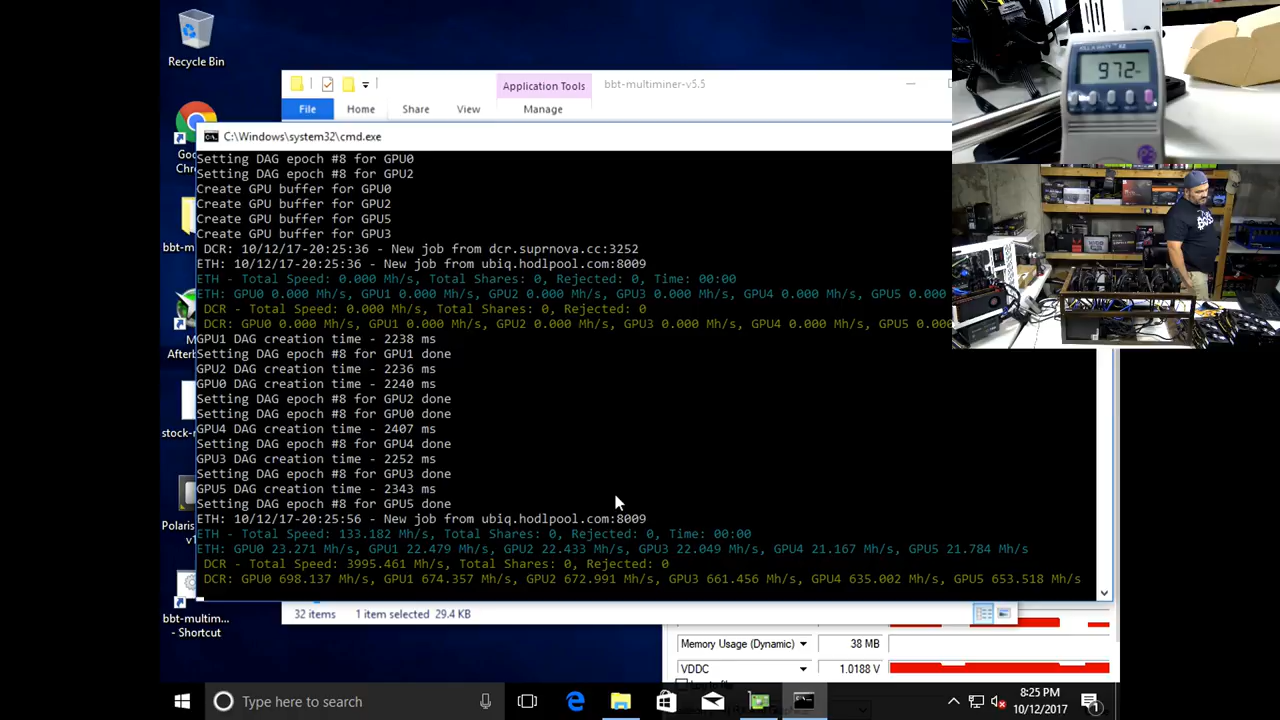 Recycle Bin
Application Tools
bbt-multiminer-v5.5
File
Home
Share
View
Manage
C:\Windows\system32\cmd.exe
Setting DAG epoch #8 for GPU0
Setting DAG epoch #8 for GPU2
Create GPU buffer for GPU0
Create GPU buffer for GPU2
Create GPU buffer for GPU5
Create GPU buffer for GPU3
DCR: 10/12/17-20:25:36 - New job from dcr.suprnova.cc:3252
ETH: 10/12/17-20:25:36 - New job from ubiq.hodlpool.com:8009
ETH - Total Speed: 0.000 Mh/s, Total Shares: 0, Rejected: 0, Time: 00:00
ETH: GPU0 0.000 Mh/s, GPU1 0.000 Mh/s, GPU2 0.000 Mh/s, GPU3 0.000 Mh/s, GPU4 0.000 Mh/s, GPU5 0.000
DCR - Total Speed: 0.000 Mh/s, Total Shares: 0, Rejected: 0
DCR: GPU0 0.000 Mh/s, GPU1 0.000 Mh/s, GPU2 0.000 Mh/s, GPU3 0.000 Mh/s, GPU4 0.000 Mh/s, GPU5 0.000
GPU1 DAG creation time - 2238 ms
Setting DAG epoch #8 for GPU1 done
GPU2 DAG creation time - 2236 ms
GPU0 DAG creation time - 2240 ms
Setting DAG epoch #8 for GPU2 done
Setting DAG epoch #8 for GPU0 done
GPU4 DAG creation time - 2407 ms
Setting DAG epoch #8 for GPU4 done
GPU3 DAG creation time - 2252 ms
Setting DAG epoch #8 for GPU3 done
GPU5 DAG creation time - 2343 ms
Setting DAG epoch #8 for GPU5 done
ETH: 10/12/17-20:25:56 - New job from ubiq.hodlpool.com:8009
ETH - Total Speed: 133.182 Mh/s, Total Shares: 0, Rejected: 0, Time: 00:00
ETH: GPU0 23.271 Mh/s, GPU1 22.479 Mh/s, GPU2 22.433 Mh/s, GPU3 22.049 Mh/s, GPU4 21.167 Mh/s, GPU5 21.784 Mh/s
DCR - Total Speed: 3995.461 Mh/s, Total Shares: 0, Rejected: 0
DCR: GPU0 698.137 Mh/s, GPU1 674.357 Mh/s, GPU2 672.991 Mh/s, GPU3 661.456 Mh/s, GPU4 635.002 Mh/s, GPU5 653.518 Mh/s
Goo
Chr
bbt-m
M
Afterb
stock-r
Polaris
v1
bbt-multim...
- Shortcut
32 items
1 item selected 29.4 KB
Memory Usage (Dynamic)
38 MB
VDDC
1.0188 V
Type here to search
8:25 PM
10/12/2017
1
972